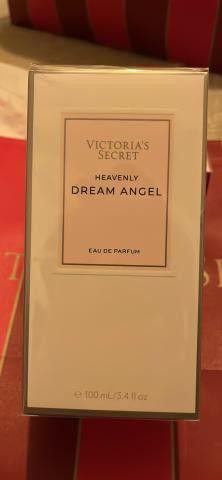 VICTORIA'S
SECRET
HEAVENLY
DREAM ANGEL
EAU DE PARFUM
℮ 100 mL/3.4 fl oz